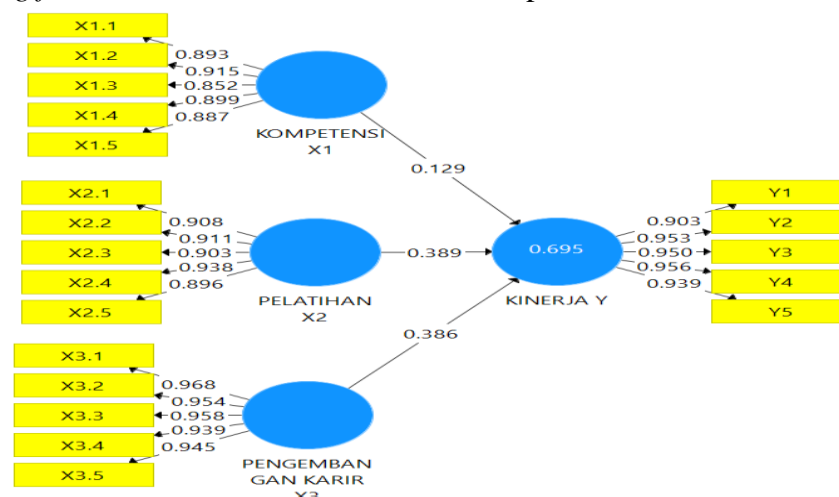 X1.1
X1.2
X1.3
X1.4
X1.5
0.893
0.915
0.852
0.899
0.887
KOMPETENSI
X1
0.129
X2.1
X2.2
X2.3
X2.4
X2.5
0.908
0.911
0.903
0.938
0.896
PELATIHAN
X2
0.389
X3.1
X3.2
X3.3
X3.4
X3.5
0.968
0.954
0.958
0.939
0.945
PENGEMBAN
GAN KARIR
X3
0.386
0.695
KINERJA Y
0.903
0.953
0.950
0.956
0.939
Y1
Y2
Y3
Y4
Y5